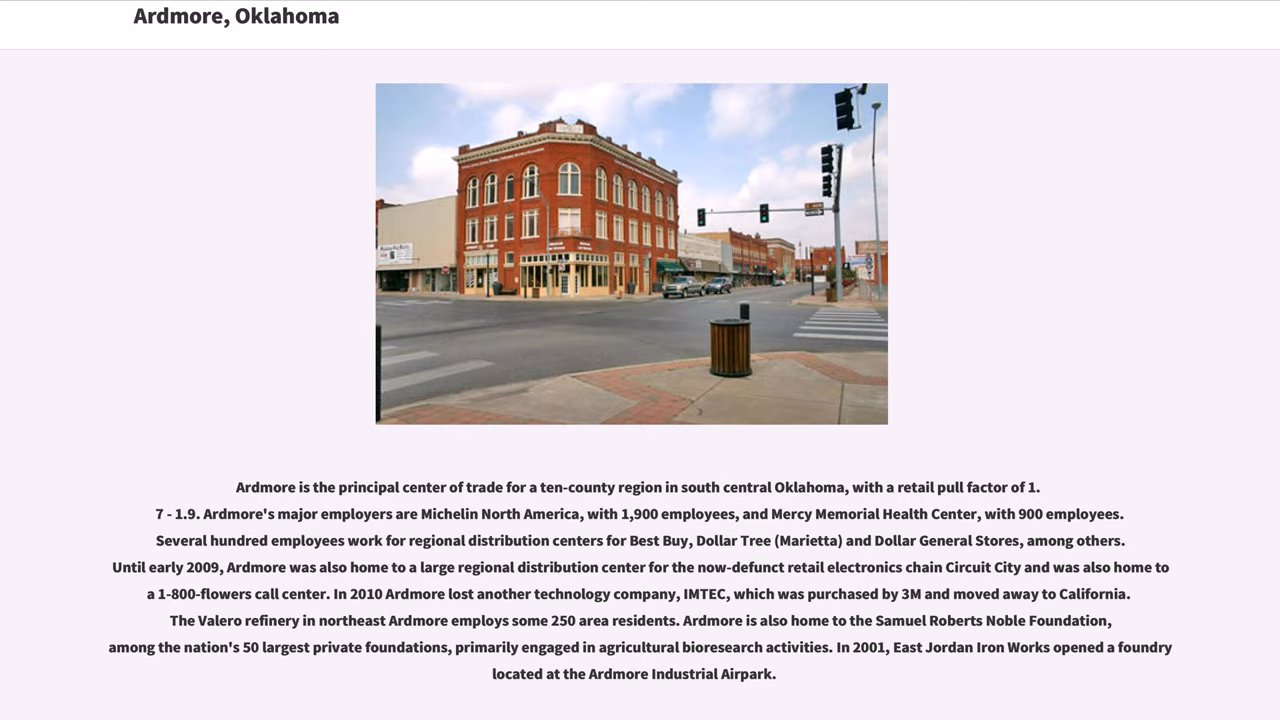 Ardmore, Oklahoma
Ardmore is the principal center of trade for a ten-county region in south central Oklahoma, with a retail pull factor of 1.
7 - 1.9. Ardmore's major employers are Michelin North America, with 1,900 employees, and Mercy Memorial Health Center, with 900 employees.
Several hundred employees work for regional distribution centers for Best Buy, Dollar Tree (Marietta) and Dollar General Stores, among others.
Until early 2009, Ardmore was also home to a large regional distribution center for the now-defunct retail electronics chain Circuit City and was also home to
a 1-800-flowers call center. In 2010 Ardmore lost another technology company, IMTEC, which was purchased by 3M and moved away to California.
The Valero refinery in northeast Ardmore employs some 250 area residents. Ardmore is also home to the Samuel Roberts Noble Foundation,
among the nation's 50 largest private foundations, primarily engaged in agricultural bioresearch activities. In 2001, East Jordan Iron Works opened a foundry
located at the Ardmore Industrial Airpark.